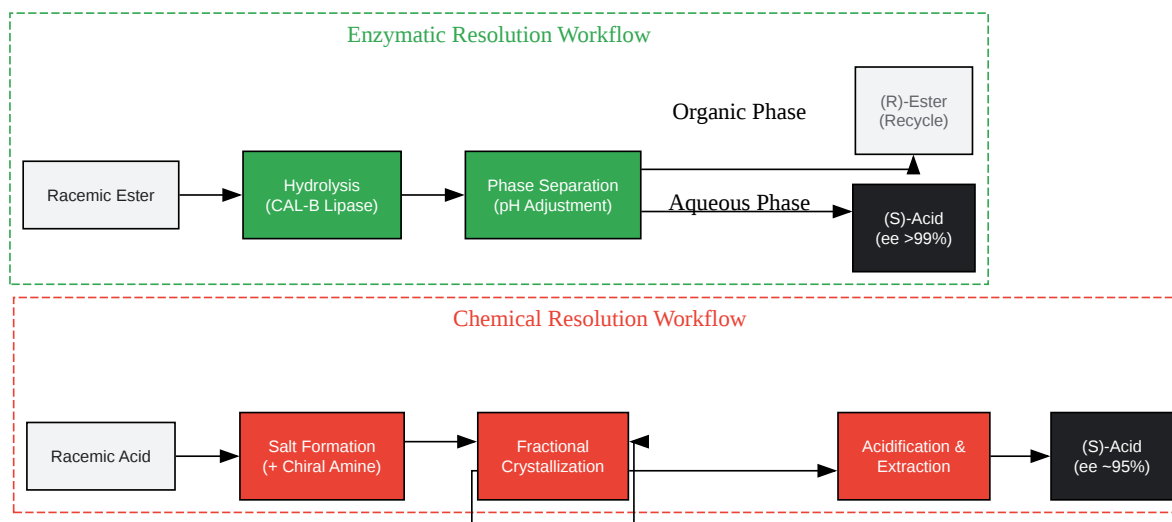 Enzymatic Resolution Workflow
Organic Phase
(R)-Ester
(Recycle)
Racemic Ester
Hydrolysis
(CAL-B Lipase)
Phase Separation
(pH Adjustment)
Aqueous Phase
(S)-Acid
(ee >99%)
Chemical Resolution Workflow
Racemic Acid
Salt Formation
(+ Chiral Amine)
Fractional
Crystallization
Acidification &
Extraction
(S)-Acid
(ee ~95%)